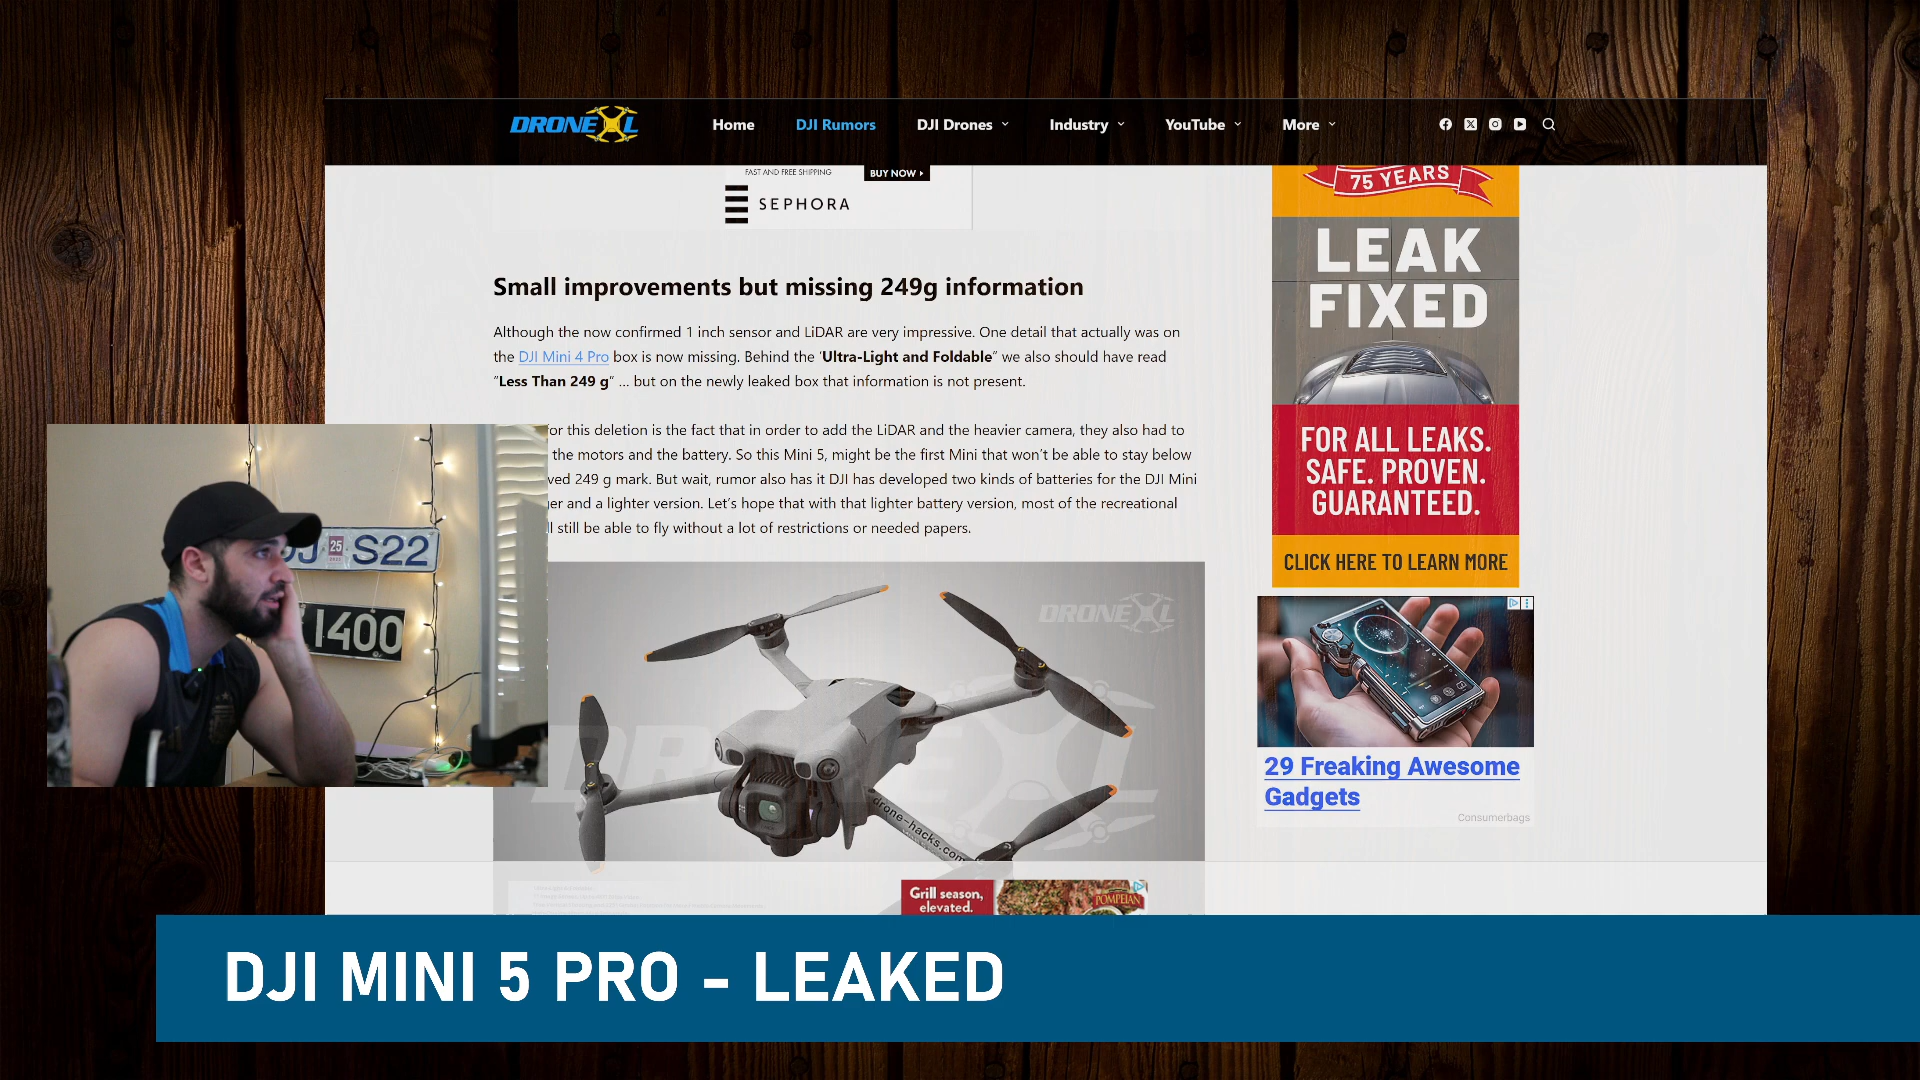 DRONEXL
Home
DJI Rumors
DJI Drones
Industry
YouTube
More
FAST AND FREE SHIPPING
BUY NOW
SEPHORA
75 YEARS
LEAK
FIXED
FOR ALL LEAKS.
SAFE. PROVEN.
GUARANTEED.
CLICK HERE TO LEARN MORE
Small improvements but missing 249g information
Although the now confirmed 1 inch sensor and LiDAR are very impressive. One detail that actually was on
the DJI Mini 4 Pro box is now missing. Behind the ‘Ultra-Light and Foldable” we also should have read
“Less Than 249 g” … but on the newly leaked box that information is not present.
for this deletion is the fact that in order to add the LiDAR and the heavier camera, they also had to
the motors and the battery. So this Mini 5, might be the first Mini that won’t be able to stay below
249 g mark. But wait, rumor also has it DJI has developed two kinds of batteries for the DJI Mini
and a lighter version. Let’s hope that with that lighter battery version, most of the recreational
still be able to fly without a lot of restrictions or needed papers.
25
S22
1400
DRONEXL
drone-hacks.com
29 Freaking Awesome
Gadgets
Consumerbags
Grill season,
elevated.
POMPEIAN
DJI MINI 5 PRO - LEAKED